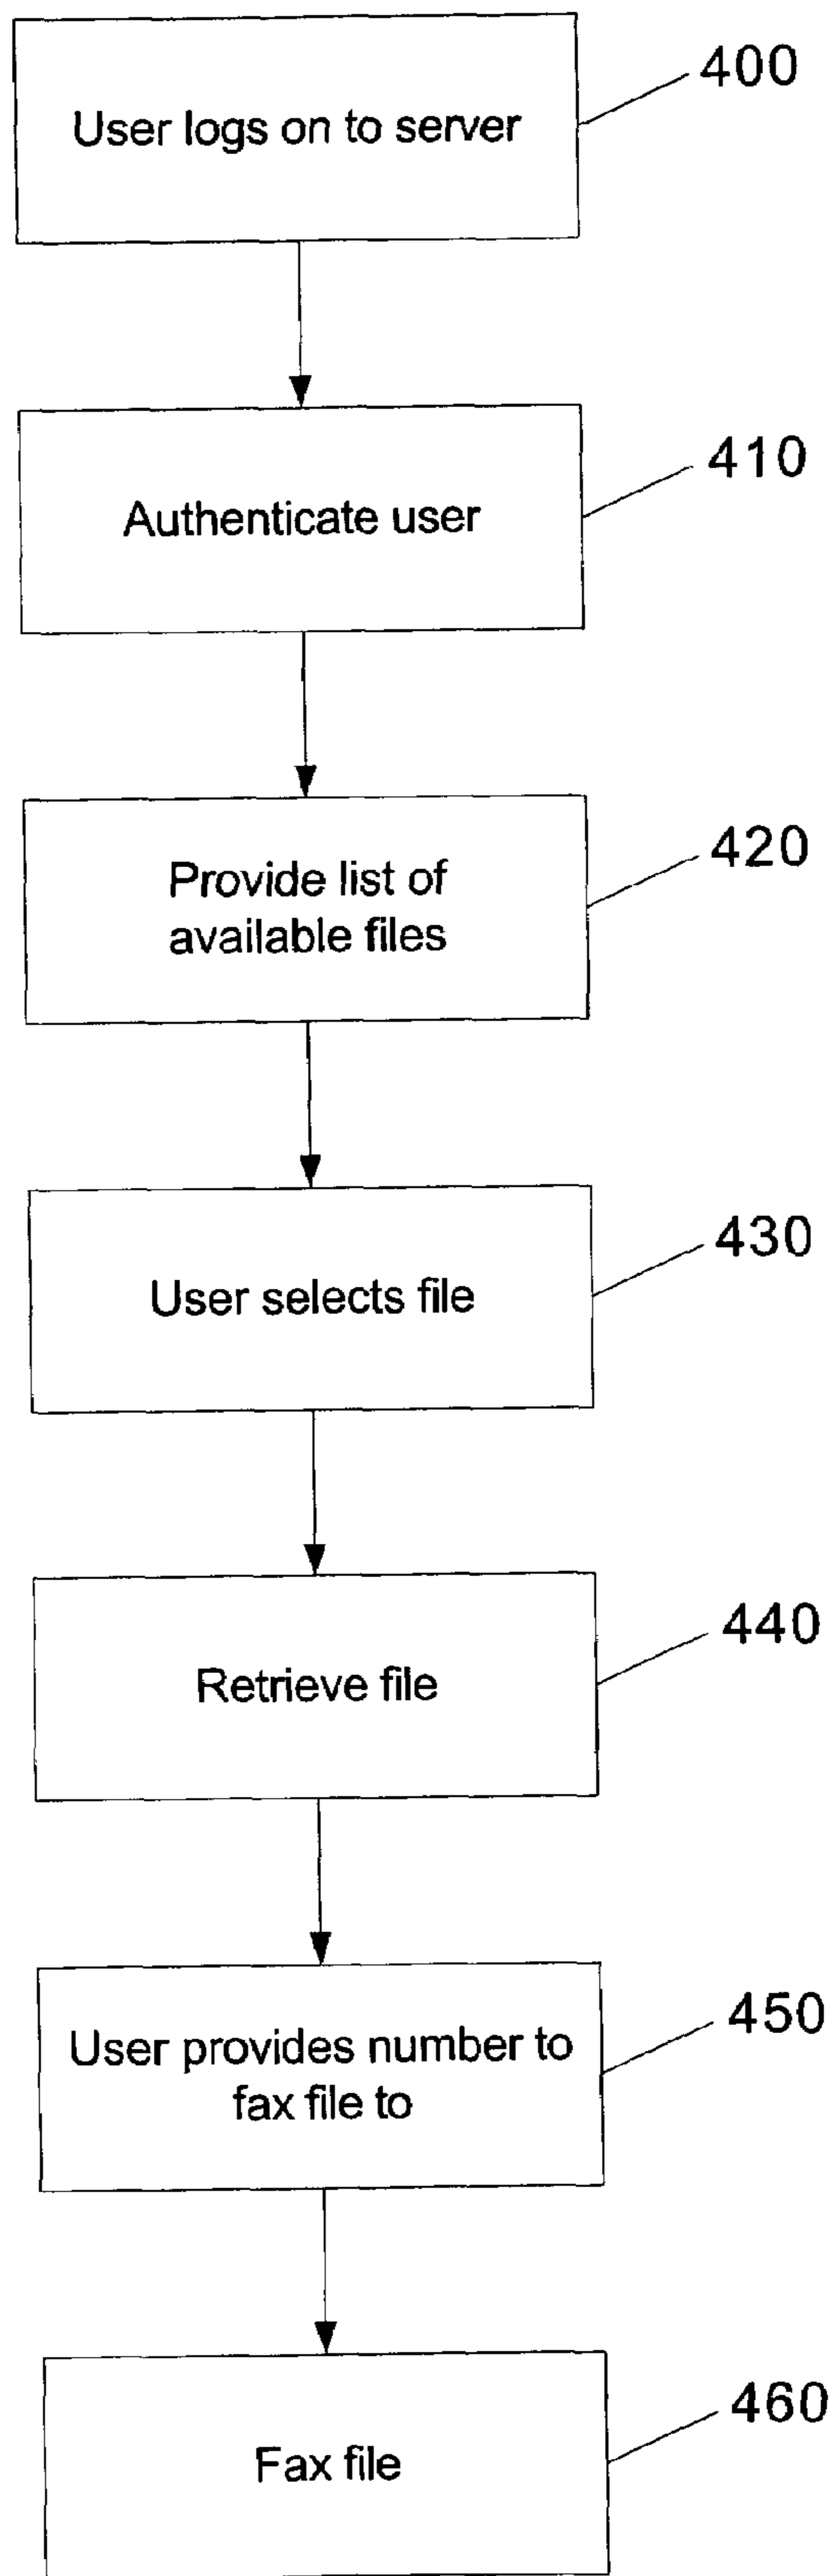 User logs on to server
400
Authenticate user
410
Provide list of
available files
420
User selects file
430
Retrieve file
440
User provides number to
fax file to
450
Fax file
460